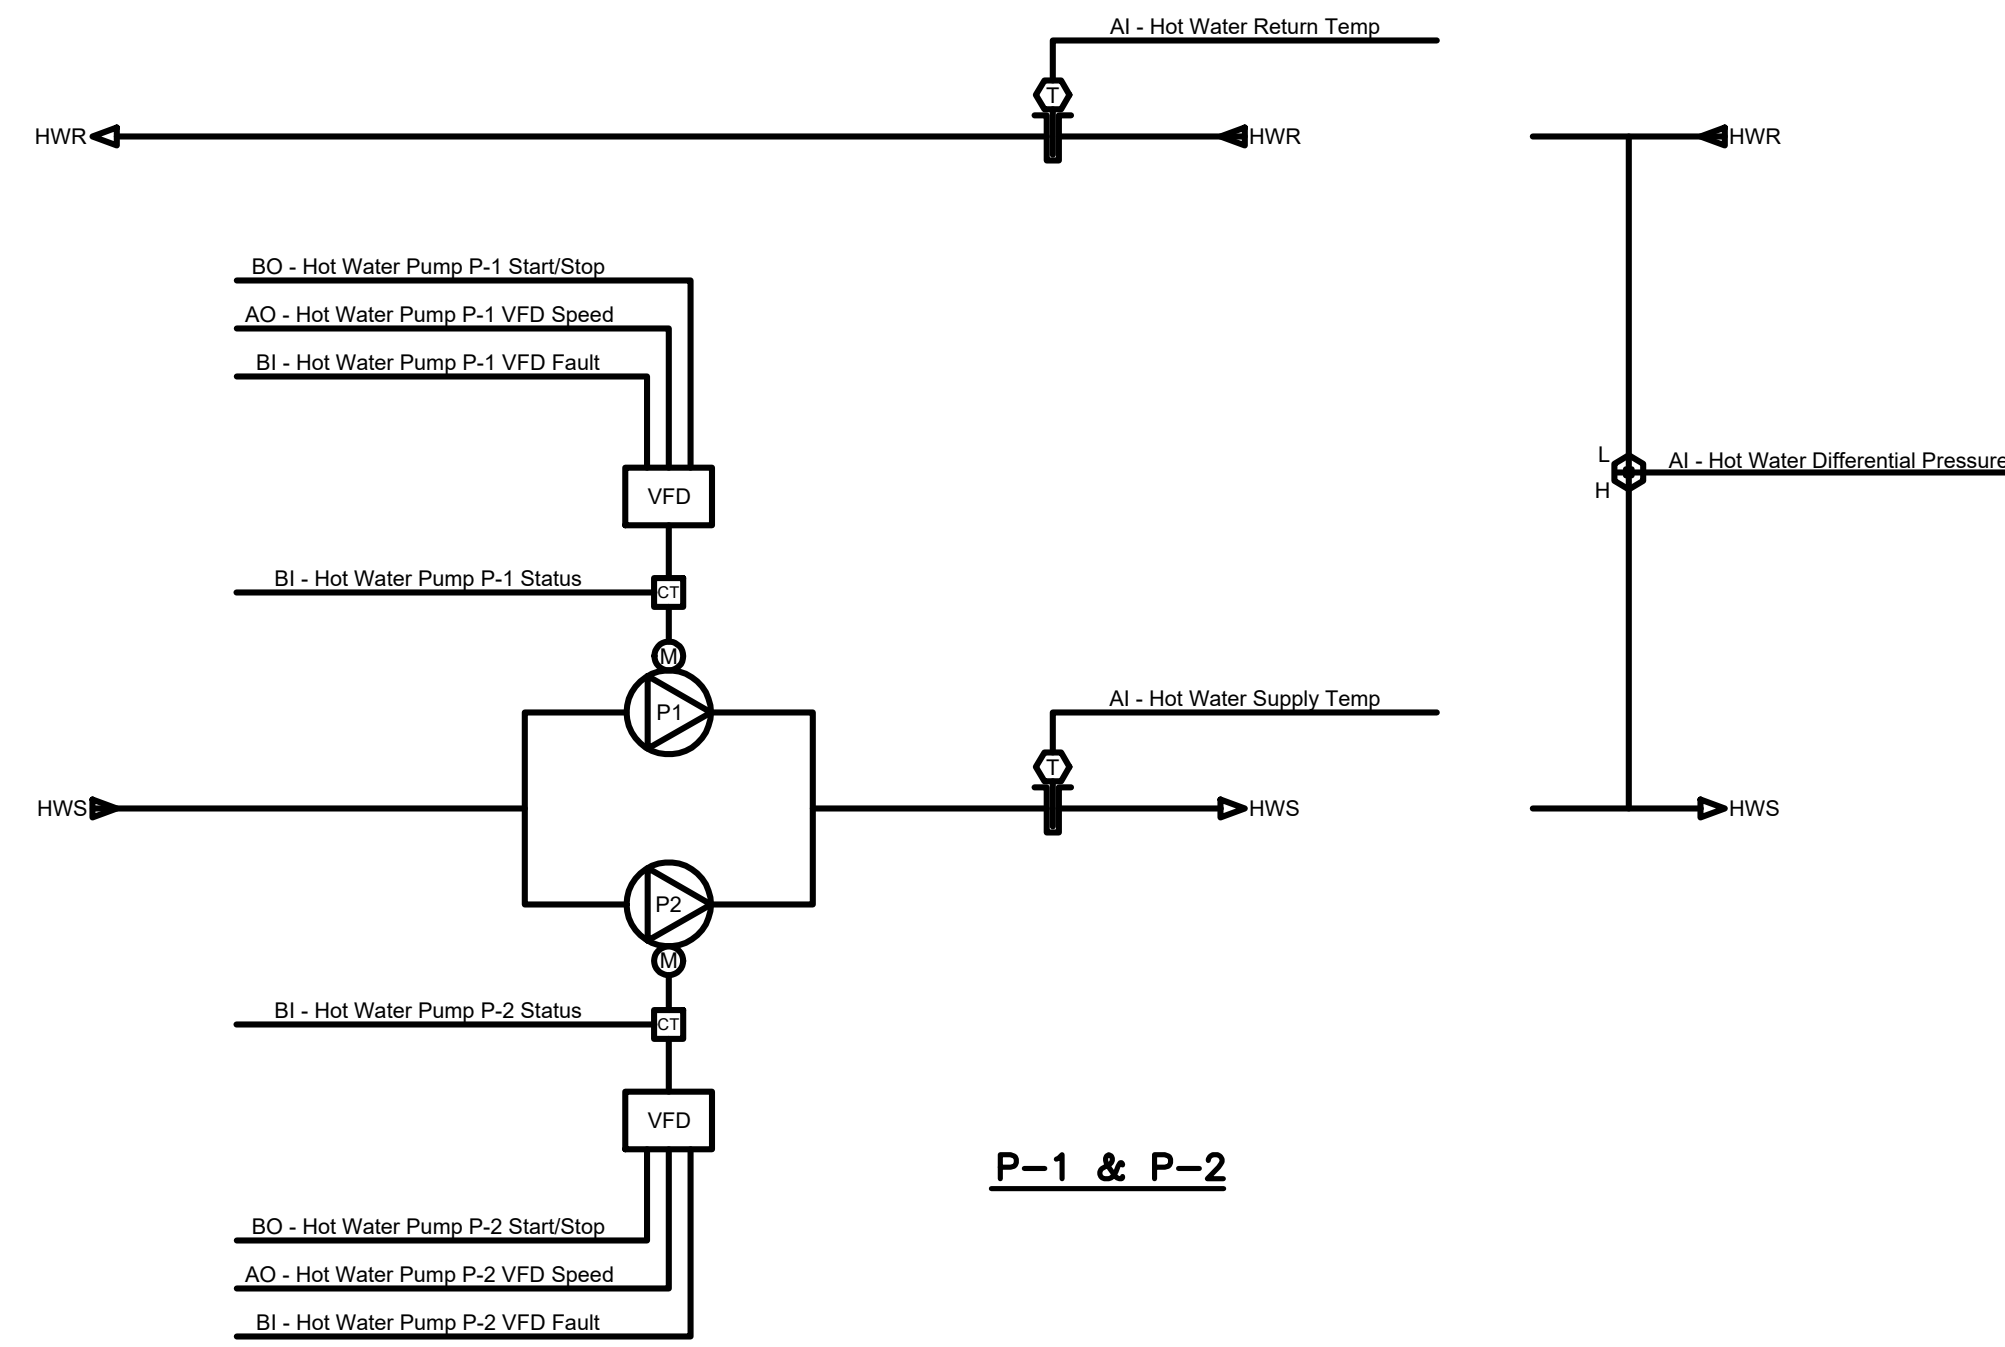 AI - Hot Water Return Temp
T
HWR
HWR
HWR
BO - Hot Water Pump P-1 Start/Stop
AO - Hot Water Pump P-1 VFD Speed
BI - Hot Water Pump P-1 VFD Fault
L
AI - Hot Water Differential Pressure
H
VFD
BI - Hot Water Pump P-1 Status
CT
M
P1
AI - Hot Water Supply Temp
T
HWS
HWS
HWS
P2
M
BI - Hot Water Pump P-2 Status
CT
VFD
P-1 & P-2
BO - Hot Water Pump P-2 Start/Stop
AO - Hot Water Pump P-2 VFD Speed
BI - Hot Water Pump P-2 VFD Fault